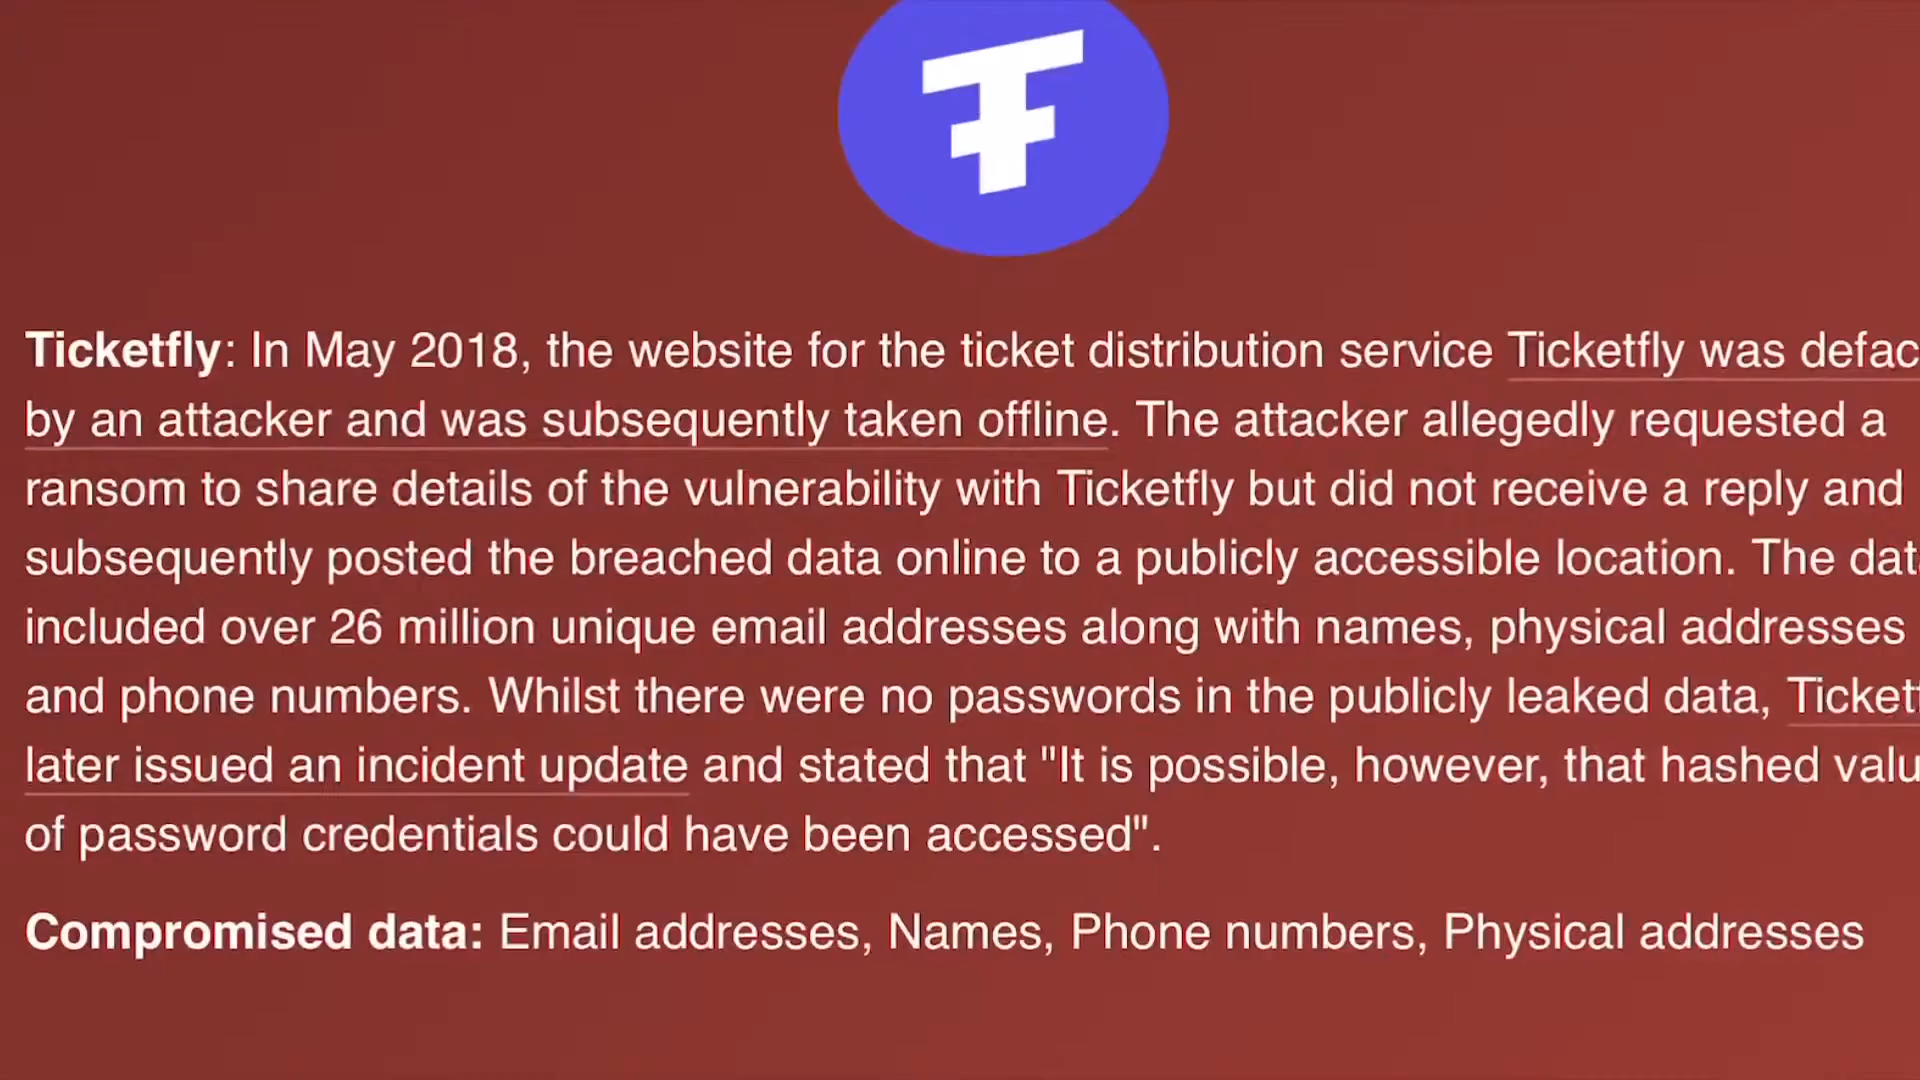 Ticketfly: In May 2018, the website for the ticket distribution service Ticketfly was
by an attacker and was subsequently taken offline. The attacker allegedly requested a
ransom to share details of the vulnerability with Ticketfly but did not receive a reply and
subsequently posted the breached data online to a publicly accessible location. The
included over 26 million unique email addresses along with names, physical addresses
and phone numbers. Whilst there were no passwords in the publicly leaked data,
later issued an incident update and stated that "It is possible, however, that hashed
of password credentials could have been accessed".
Compromised data: Email addresses, Names, Phone numbers, Physical addresses